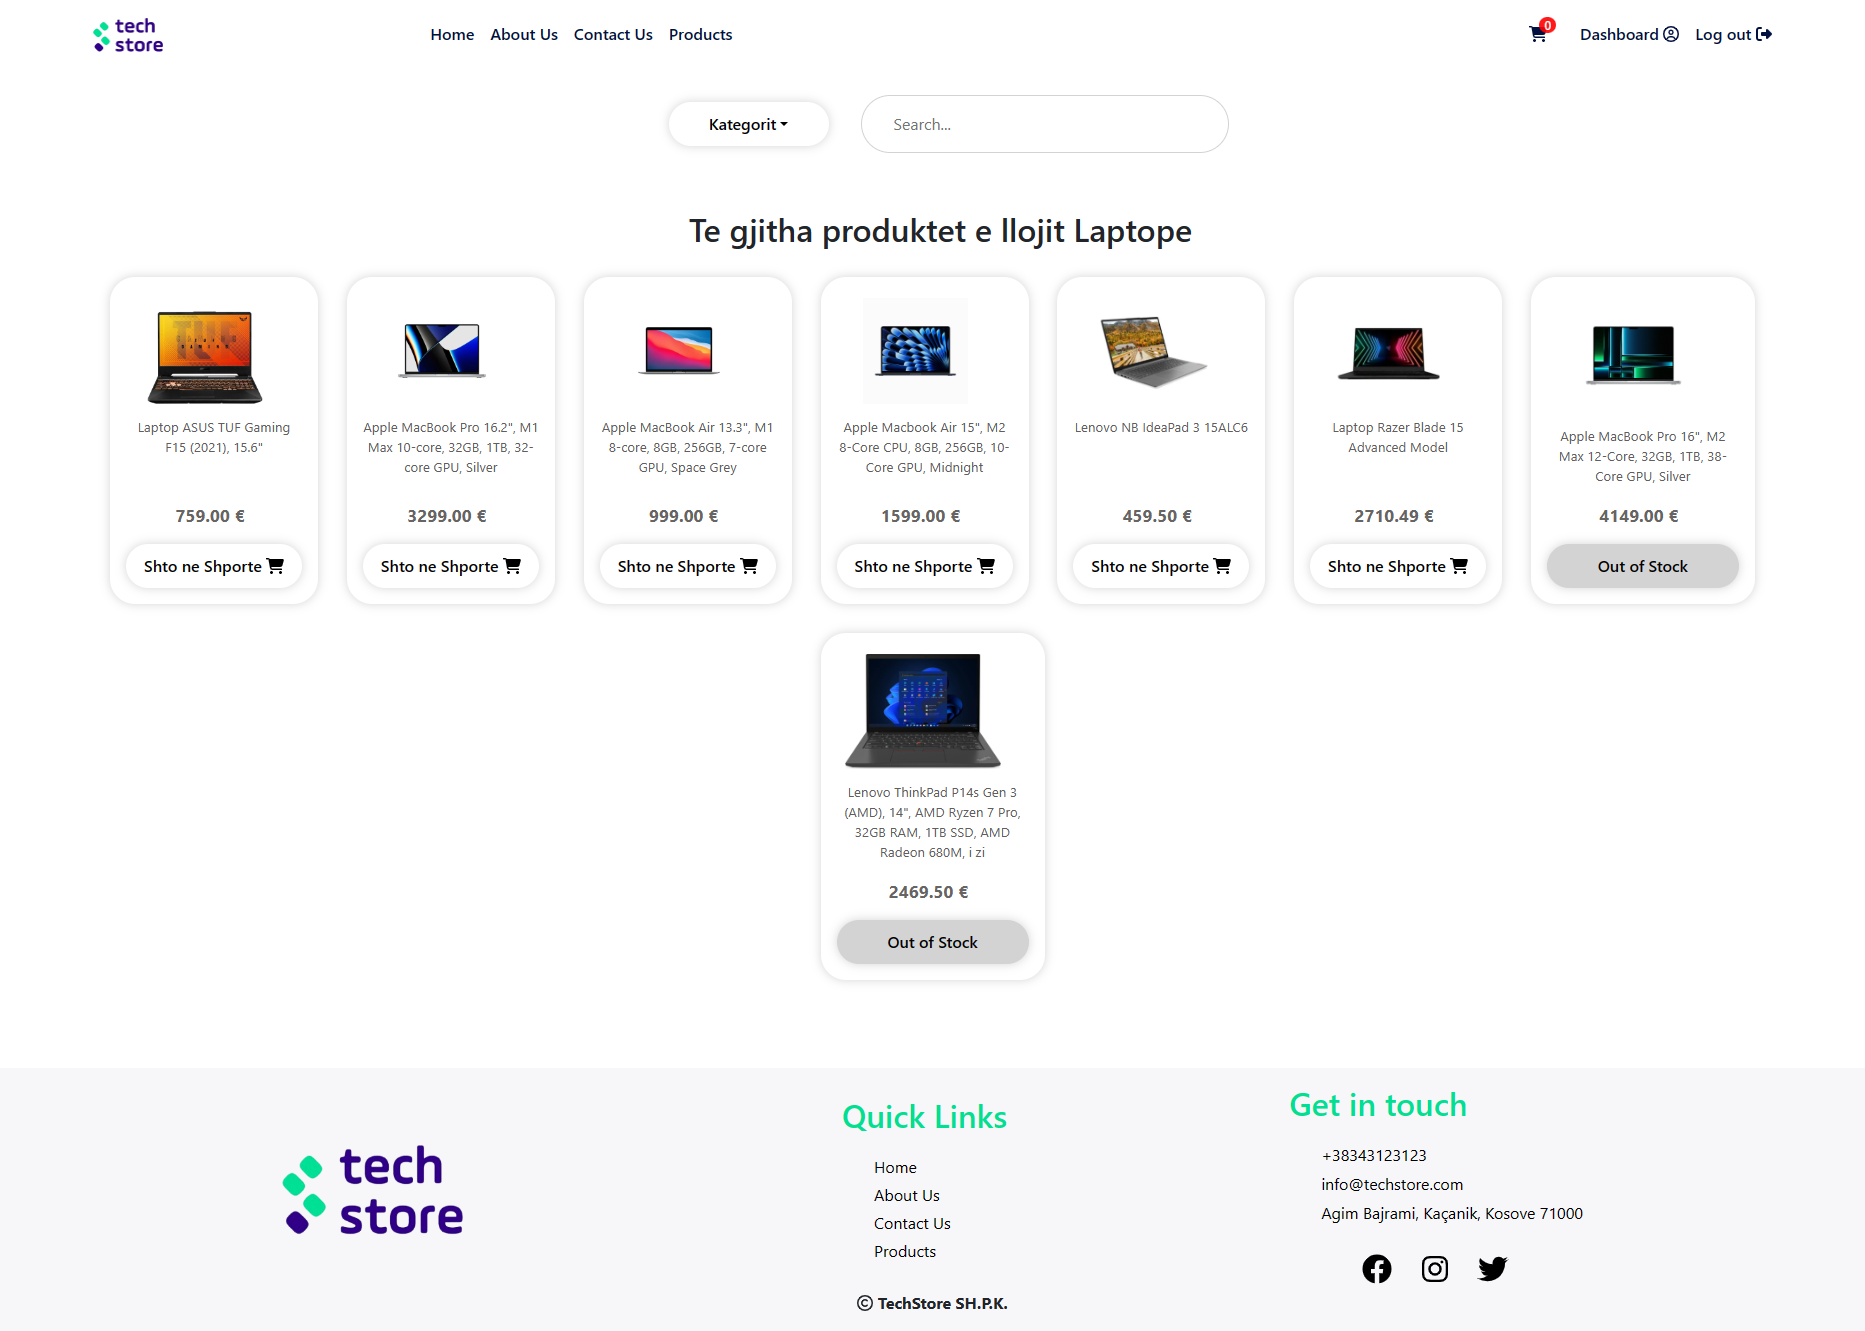 tech
store
Home About Us Contact Us Products
0
Dashboard Log out
Kategorit
Search...
Te gjitha produktet e llojit Laptope
Laptop ASUS TUF Gaming
F15 (2021), 15.6"
759.00 €
Shto ne Shporte
Apple MacBook Pro 16.2", M1
Max 10-core, 32GB, 1TB, 32-
core GPU, Silver
3299.00 €
Shto ne Shporte
Apple MacBook Air 13.3", M1
8-core, 8GB, 256GB, 7-core
GPU, Space Grey
999.00 €
Shto ne Shporte
Apple Macbook Air 15", M2
8-Core CPU, 8GB, 256GB, 10-
Core GPU, Midnight
1599.00 €
Shto ne Shporte
Lenovo NB IdeaPad 3 15ALC6
459.50 €
Shto ne Shporte
Laptop Razer Blade 15
Advanced Model
2710.49 €
Shto ne Shporte
Apple MacBook Pro 16", M2
Max 12-Core, 32GB, 1TB, 38-
Core GPU, Silver
4149.00 €
Out of Stock
Lenovo ThinkPad P14s Gen 3
(AMD), 14", AMD Ryzen 7 Pro,
32GB RAM, 1TB SSD, AMD
Radeon 680M, i zi
2469.50 €
Out of Stock
tech
store
Quick Links
Home
About Us
Contact Us
Products
© TechStore SH.P.K.
Get in touch
+38343123123
info@techstore.com
Agim Bajrami, Kaçanik, Kosove 71000